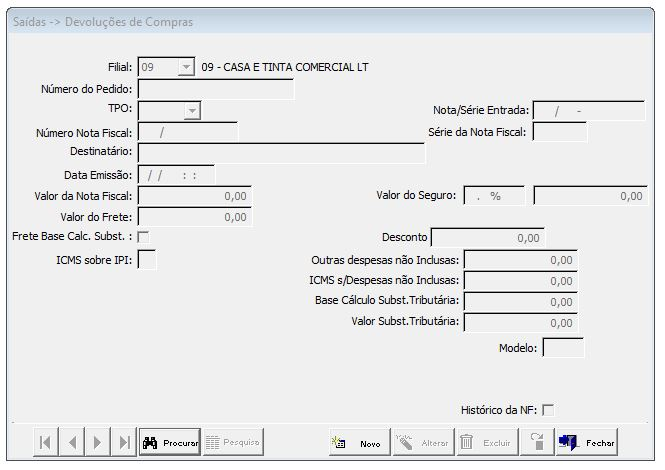 Saídas -> Devoluções de Compras
Filial: 09 09 - CASA E TINTA COMERCIAL LT
Número do Pedido:
TPO: Nota/Série Entrada: / -
Número Nota Fiscal: / Série da Nota Fiscal:
Destinatário:
Data Emissão: / / : :
Valor da Nota Fiscal: 0,00 Valor do Seguro: . % 0,00
Valor do Frete: 0,00
Frete Base Calc. Subst. : Desconto 0,00
ICMS sobre IPI: Outras despesas não Inclusas: 0,00
ICMS s/Despesas não Inclusas: 0,00
Base Cálculo Subst.Tributária: 0,00
Valor Subst.Tributária: 0,00
Modelo:
Histórico da NF:
Procurar Pesquisa Novo Alterar Excluir Fechar